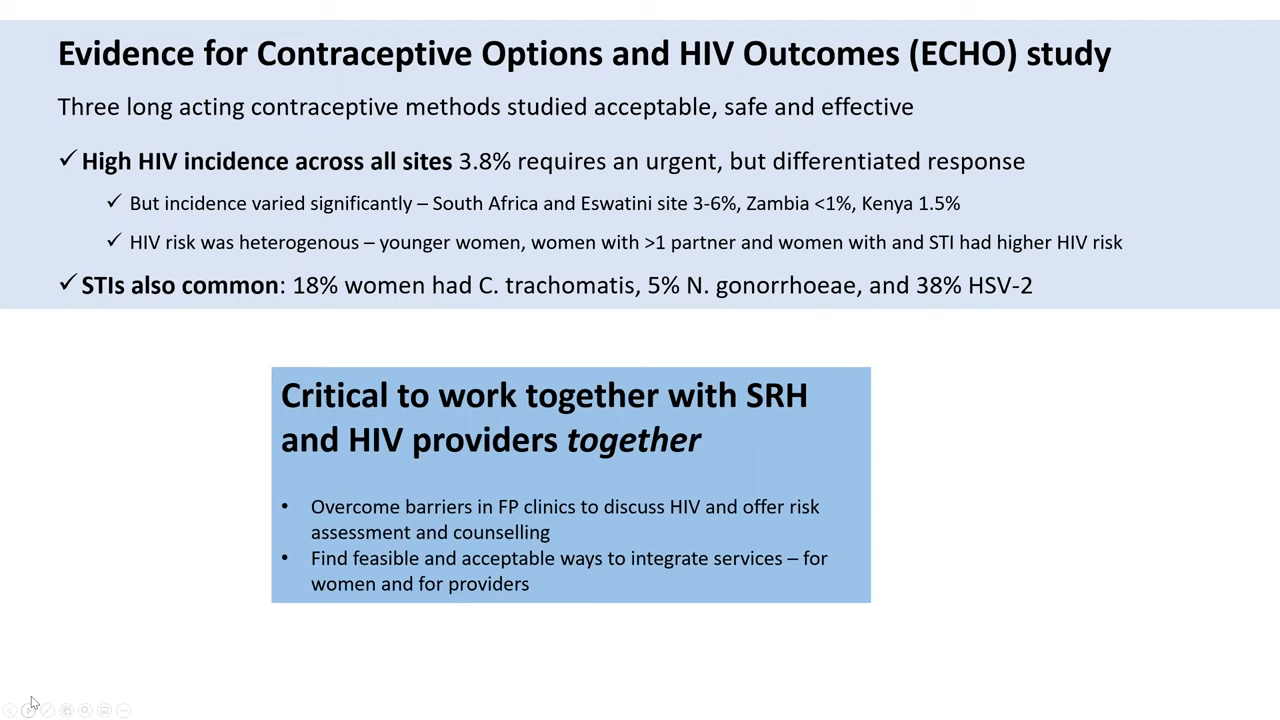 Evidence for Contraceptive Options and HIV Outcomes (ECHO) study
Three long acting contraceptive methods studied acceptable, safe and effective
✓ High HIV incidence across all sites 3.8% requires an urgent, but differentiated response
✓ But incidence varied significantly – South Africa and Eswatini site 3-6%, Zambia <1%, Kenya 1.5%
✓ HIV risk was heterogenous – younger women, women with >1 partner and women with and STI had higher HIV risk
✓ STIs also common: 18% women had C. trachomatis, 5% N. gonorrhoeae, and 38% HSV-2
Critical to work together with SRH
and HIV providers together
• Overcome barriers in FP clinics to discuss HIV and offer risk
assessment and counselling
• Find feasible and acceptable ways to integrate services – for
women and for providers